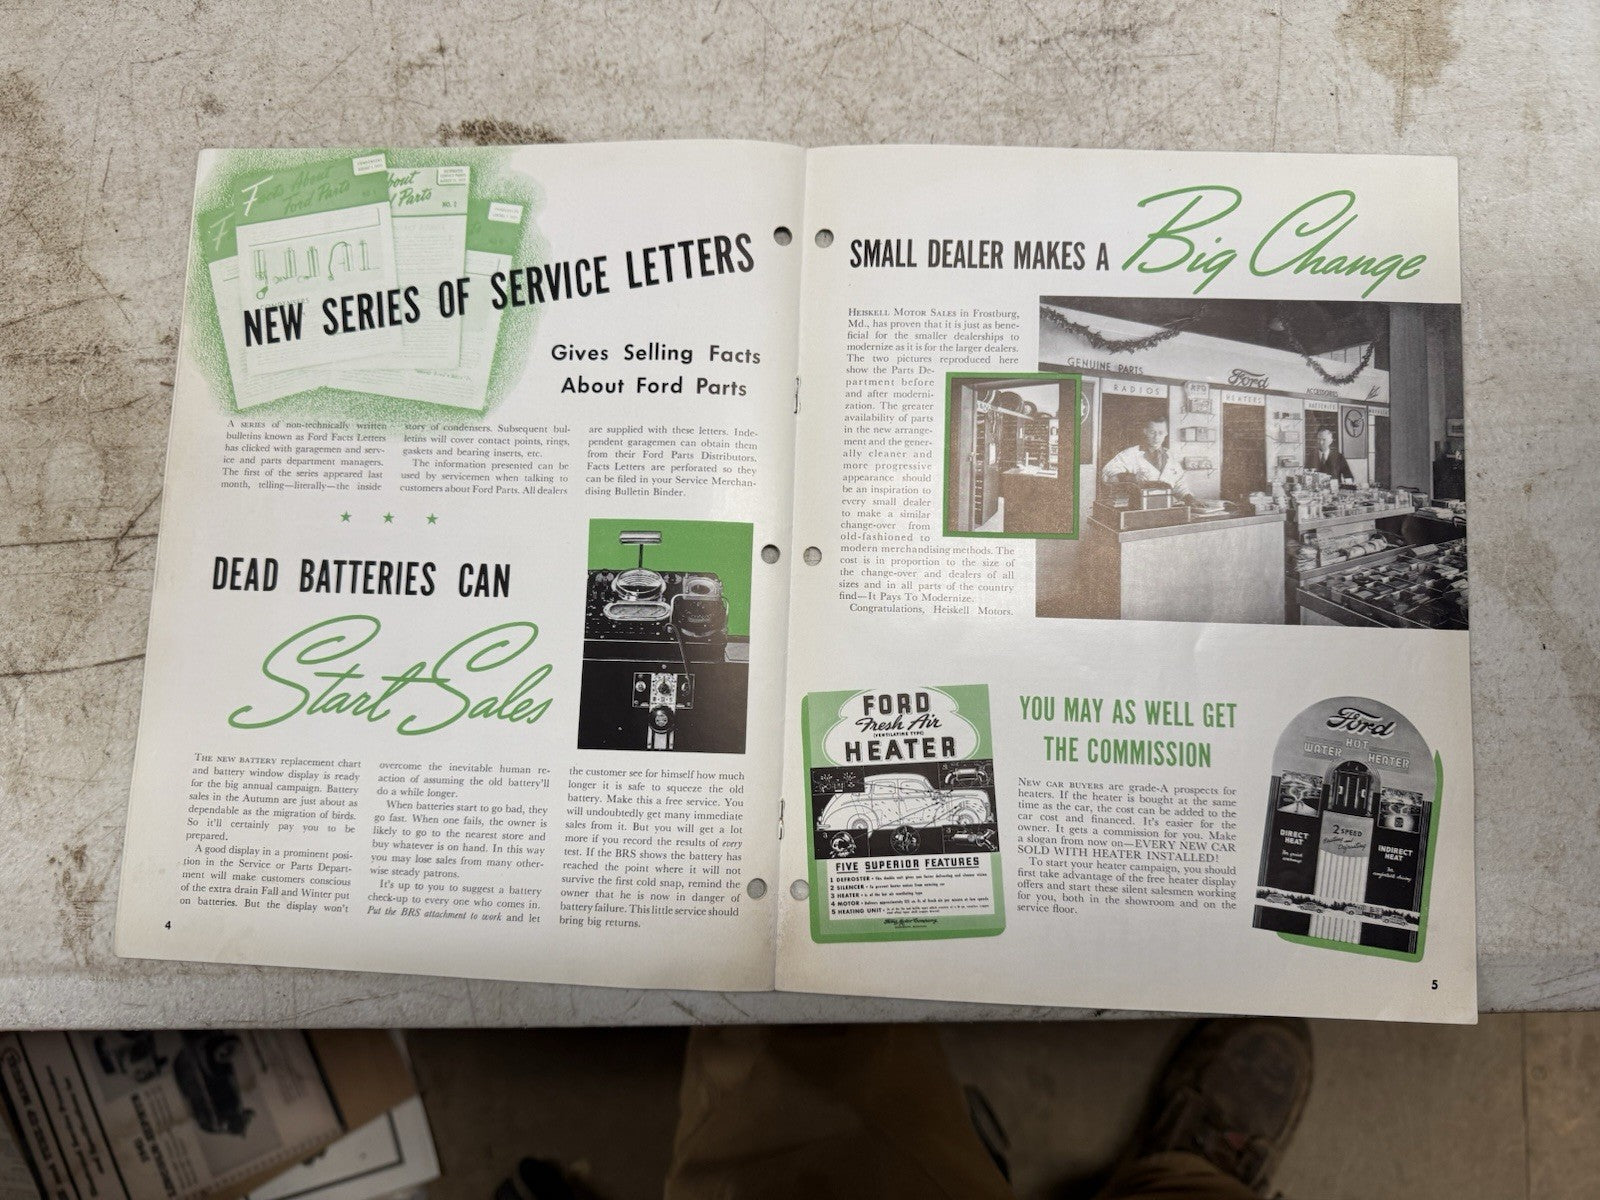 Facts About
Ford Parts
NO. 1
About
Parts
NO. 2
NEW SERIES OF SERVICE LETTERS
Gives Selling Facts
About Ford Parts
A SERIES of non-technically written
bulletins known as Ford Facts Letters
has clicked with garagemen and serv-
ice and parts department managers.
The first of the series appeared last
month, telling—literally—the inside
story of condensers. Subsequent bul-
letins will cover contact points, rings,
gaskets and bearing inserts, etc.
The information presented can be
used by servicemen when talking to
customers about Ford Parts. All dealers
are supplied with these letters. Inde-
pendent garagemen can obtain them
from their Ford Parts Distributors.
Facts Letters are perforated so they
can be filed in your Service Merchan-
dising Bulletin Binder.
★ ★ ★
DEAD BATTERIES CAN
Start Sales
THE NEW BATTERY replacement chart
and battery window display is ready
for the big annual campaign. Battery
sales in the Autumn are just about as
dependable as the migration of birds.
So it'll certainly pay you to be
prepared.
A good display in a prominent posi-
tion in the Service or Parts Depart-
ment will make customers conscious
of the extra drain Fall and Winter put
on batteries. But the display won't
overcome the inevitable human re-
action of assuming the old battery'll
do a while longer.
When batteries start to go bad, they
go fast. When one fails, the owner is
likely to go to the nearest store and
buy whatever is on hand. In this way
you may lose sales from many other-
wise steady patrons.
It's up to you to suggest a battery
check-up to every one who comes in.
Put the BRS attachment to work and let
the customer see for himself how much
longer it is safe to squeeze the old
battery. Make this a free service. You
will undoubtedly get many immediate
sales from it. But you will get a lot
more if you record the results of every
test. If the BRS shows the battery has
reached the point where it will not
survive the first cold snap, remind the
owner that he is now in danger of
battery failure. This little service should
bring big returns.
4
SMALL DEALER MAKES A Big Change
HEISKELL MOTOR SALES in Frostburg,
Md., has proven that it is just as bene-
ficial for the smaller dealerships to
modernize as it is for the larger dealers.
The two pictures reproduced here
show the Parts De-
partment before
and after moderni-
zation. The greater
availability of parts
in the new arrange-
ment and the gener-
ally cleaner and
more progressive
appearance should
be an inspiration to
every small dealer
to make a similar
change-over from
old-fashioned to
modern merchandising methods. The
cost is in proportion to the size of
the change-over and dealers of all
sizes and in all parts of the country
find—It Pays To Modernize.
Congratulations, Heiskell Motors.
GENUINE PARTS
Ford
ACCESSORIES
RADIOS
HEATERS
BATTERIES
FORD
Fresh Air
(VENTILATING TYPE)
HEATER
FIVE SUPERIOR FEATURES
1 DEFROSTER
2 SILENCER
3 HEATER
4 MOTOR
5 HEATING UNIT
Ford Motor Company
YOU MAY AS WELL GET
THE COMMISSION
NEW CAR BUYERS are grade-A prospects for
heaters. If the heater is bought at the same
time as the car, the cost can be added to the
car cost and financed. It's easier for the
owner. It gets a commission for you. Make
a slogan from now on—EVERY NEW CAR
SOLD WITH HEATER INSTALLED!
To start your heater campaign, you should
first take advantage of the free heater display
offers and start these silent salesmen working
for you, both in the showroom and on the
service floor.
Ford
HOT
WATER HEATER
2 SPEED
DIRECT
HEAT
INDIRECT
HEAT
5